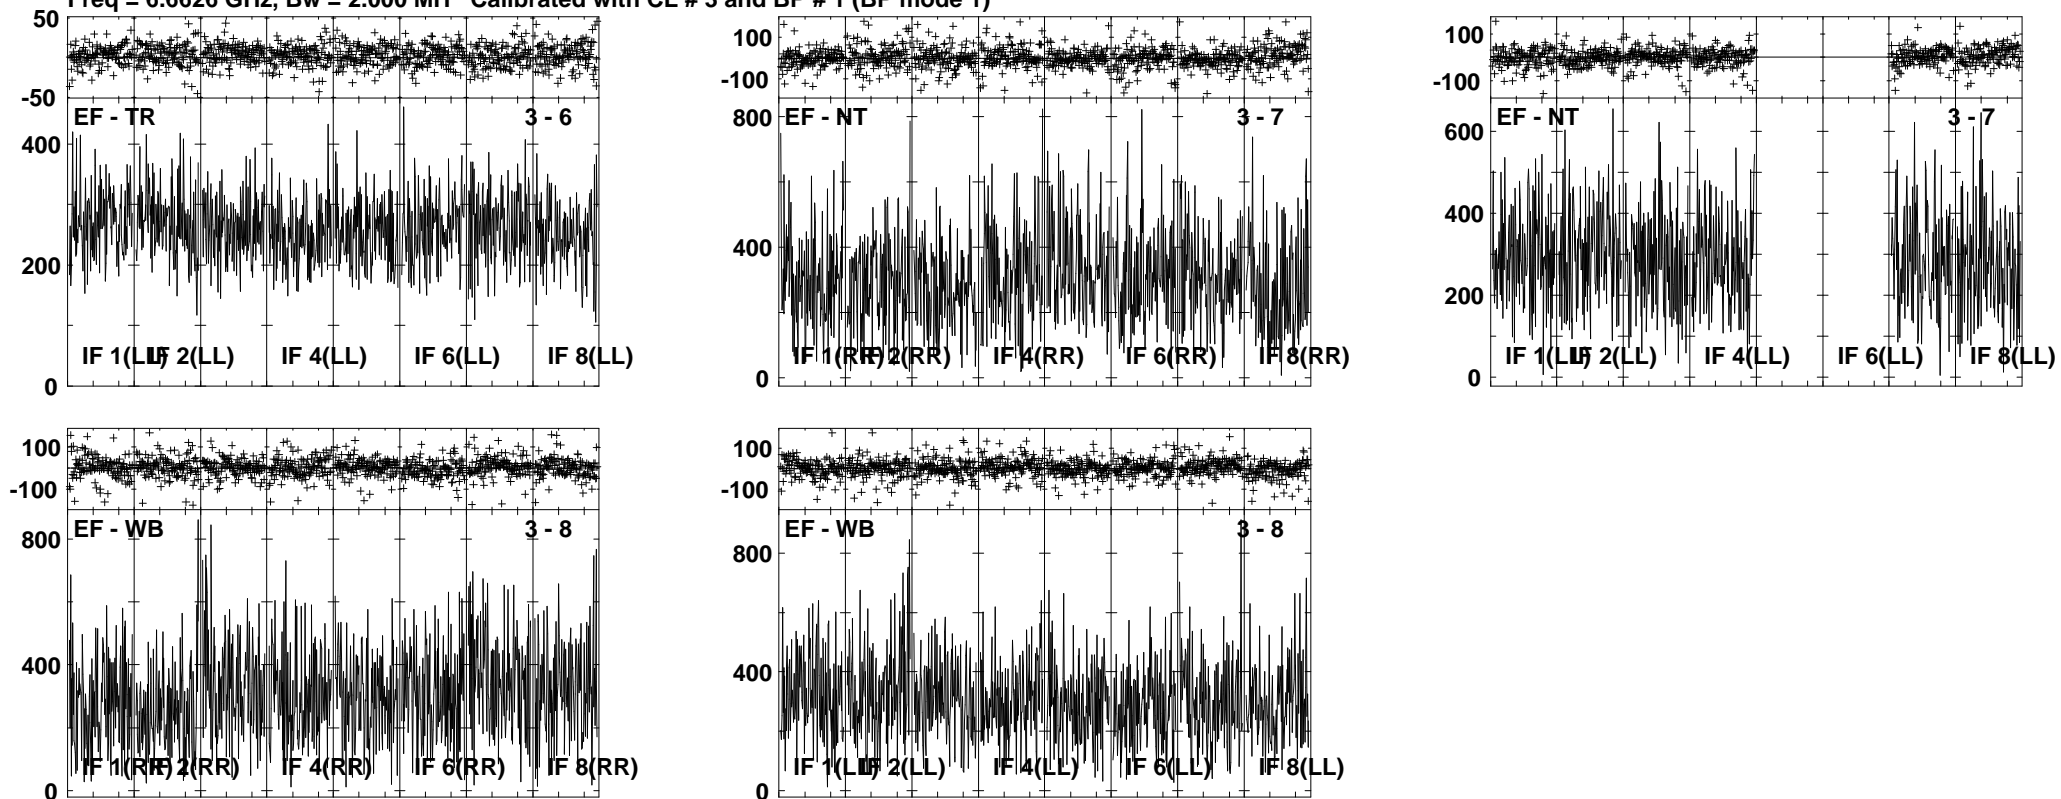 Freq = 6.6626 GHz, Bw = 2.000 MH Calibrated with CL # 3 and BP # 1 (BP mode 1)
50
-50
EF - TR 3 - 6
400
200
0
IF 1(LL) IF 2(LL) IF 4(LL) IF 6(LL) IF 8(LL)
100
-100
EF - NT 3 - 7
800
400
0
IF 1(RR) IF 2(RR) IF 4(RR) IF 6(RR) IF 8(RR)
100
-100
EF - NT 3 - 7
600
400
200
0
IF 1(LL) IF 2(LL) IF 4(LL) IF 6(LL) IF 8(LL)
100
-100
EF - WB 3 - 8
800
400
0
IF 1(RR) IF 2(RR) IF 4(RR) IF 6(RR) IF 8(RR)
100
-100
EF - WB 3 - 8
800
400
0
IF 1(LL) IF 2(LL) IF 4(LL) IF 6(LL) IF 8(LL)